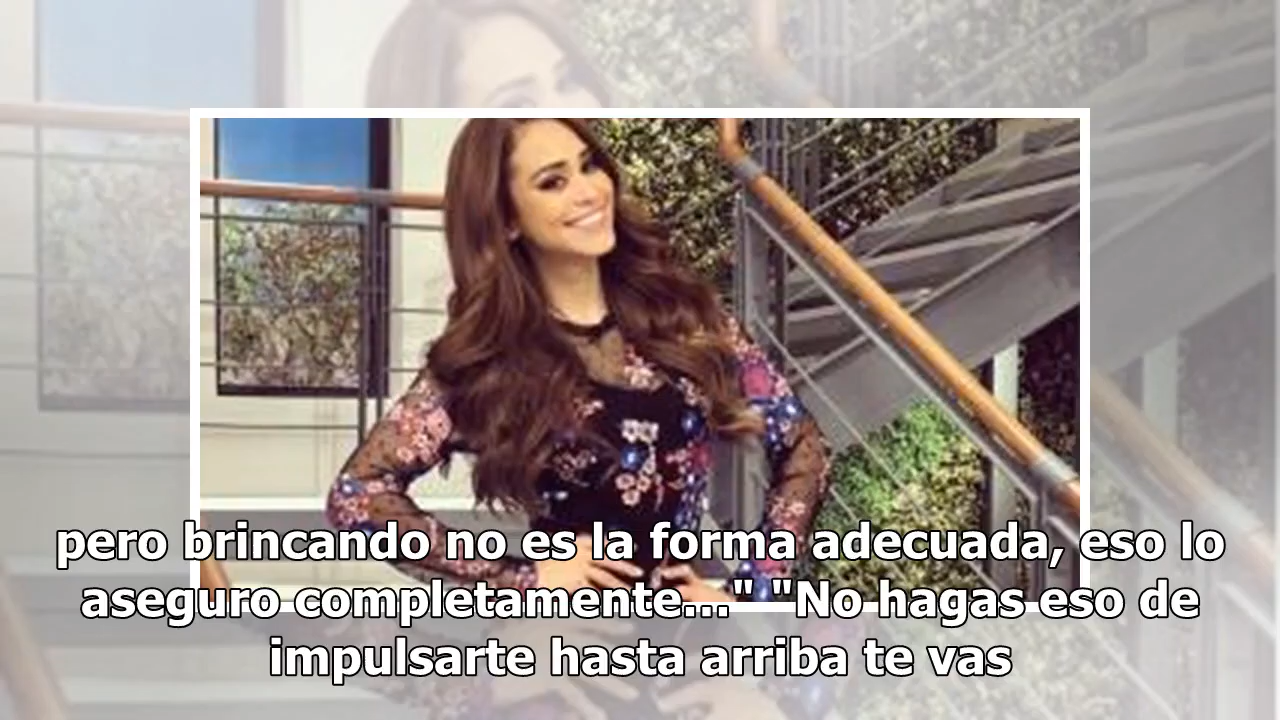 pero brincando no es la forma adecuada, eso lo
aseguro completamente..." "No hagas eso de
impulsarte hasta arriba te vas